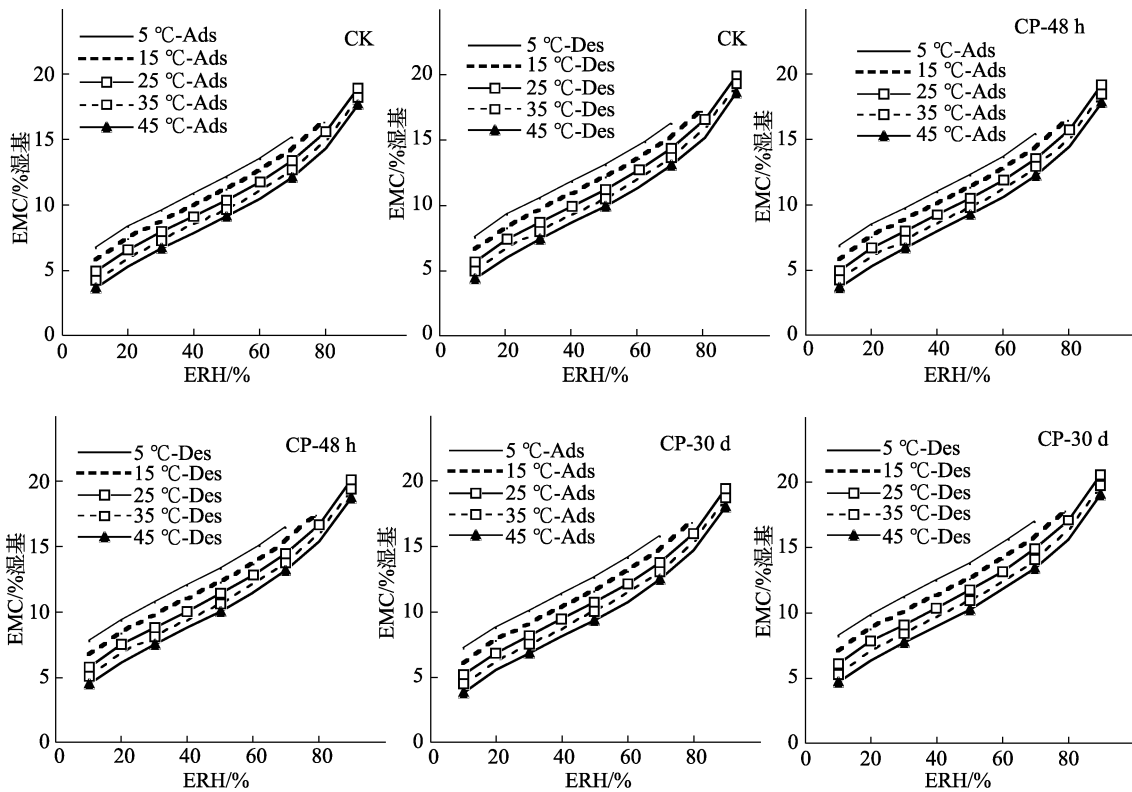 CK
5 ℃-Ads
15 ℃-Ads
25 ℃-Ads
35 ℃-Ads
45 ℃-Ads
EMC/%湿基
20
15
10
5
0
0
20
40
60
80
ERH/%
CK
5 ℃-Des
15 ℃-Des
25 ℃-Des
35 ℃-Des
45 ℃-Des
EMC/%湿基
20
15
10
5
0
0
20
40
60
80
ERH/%
CP-48 h
5 ℃-Ads
15 ℃-Ads
25 ℃-Ads
35 ℃-Ads
45 ℃-Ads
EMC/%湿基
20
15
10
5
0
0
20
40
60
80
ERH/%
CP-48 h
5 ℃-Des
15 ℃-Des
25 ℃-Des
35 ℃-Des
45 ℃-Des
EMC/%湿基
20
15
10
5
0
0
20
40
60
80
ERH/%
CP-30 d
5 ℃-Ads
15 ℃-Ads
25 ℃-Ads
35 ℃-Ads
45 ℃-Ads
EMC/%湿基
20
15
10
5
0
0
20
40
60
80
ERH/%
CP-30 d
5 ℃-Des
15 ℃-Des
25 ℃-Des
35 ℃-Des
45 ℃-Des
EMC/%湿基
20
15
10
5
0
0
20
40
60
80
ERH/%